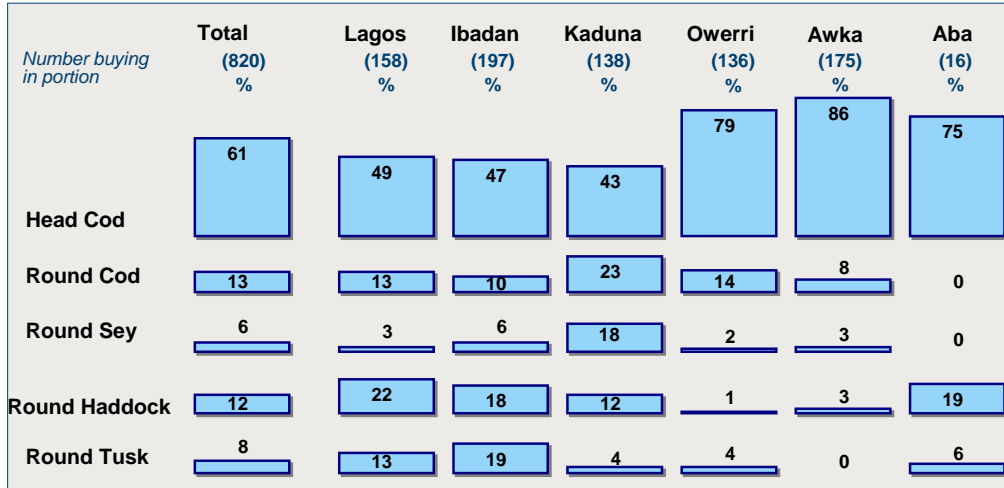 Total Lagos Ibadan Kaduna Owerri Awka Aba
Number buying in portion (820) (158) (197) (138) (136) (175) (16)
% % % % % % %
Head Cod 61 49 47 43 79 86 75
Round Cod 13 13 10 23 14 8 0
Round Sey 6 3 6 18 2 3 0
Round Haddock 12 22 18 12 1 3 19
Round Tusk 8 13 19 4 4 0 6